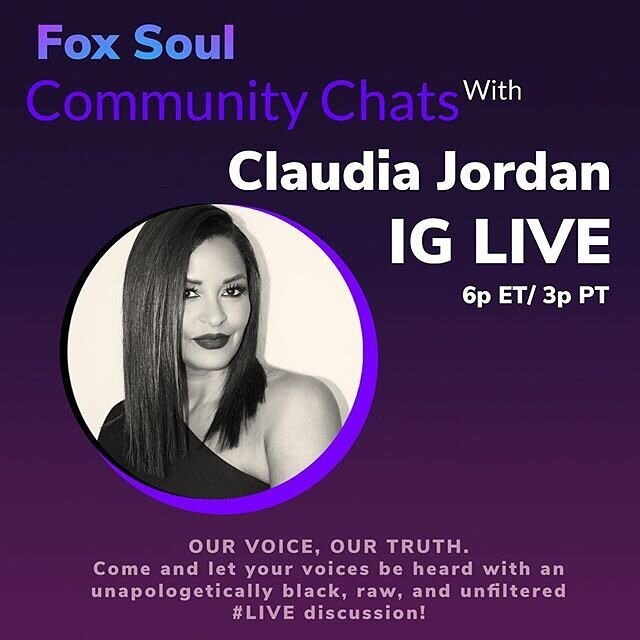 Fox Soul
Community Chats With
Claudia Jordan
IG LIVE
6p ET/ 3p PT
OUR VOICE, OUR TRUTH.
Come and let your voices be heard with an
unapologetically black, raw, and unfiltered
#LIVE discussion!